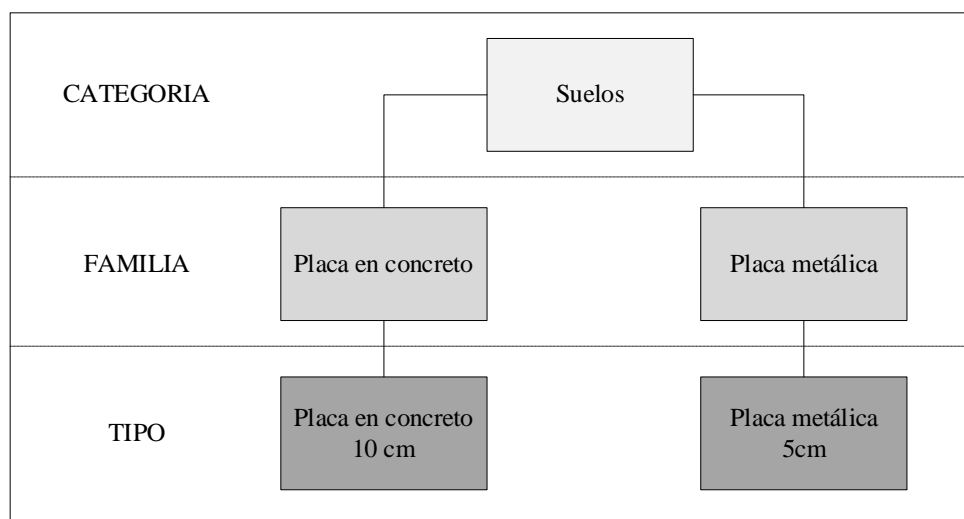 CATEGORIA
Suelos
FAMILIA
Placa en concreto
Placa metálica
TIPO
Placa en concreto
10 cm
Placa metálica
5cm